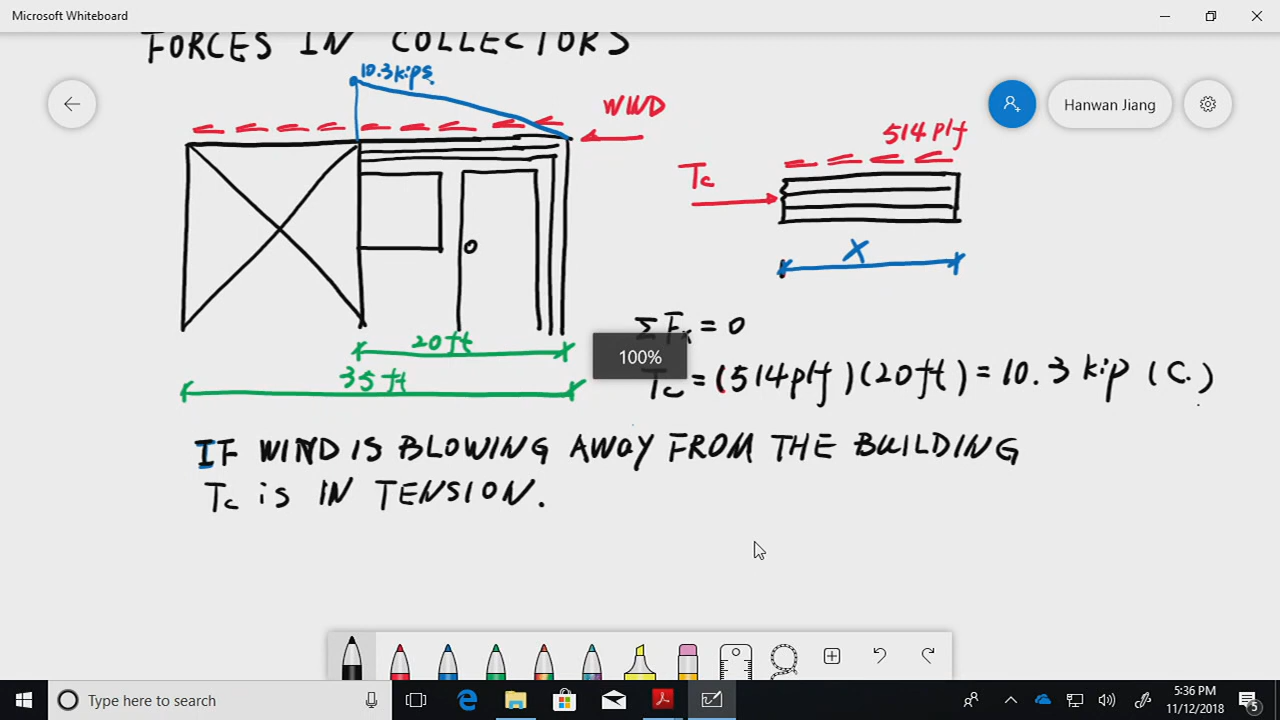 Microsoft Whiteboard
FORCES IN COLLECTORS
10.3 kips
WIND
514 plf
Tc
Hanwan Jiang
X
20 ft
35 ft
ΣFx = 0
100%
Tc = (514 plf)(20 ft) = 10.3 kip (C.)
IF WIND IS BLOWING AWAY FROM THE BUILDING
Tc is IN TENSION.
Type here to search
5:36 PM
11/12/2018
5